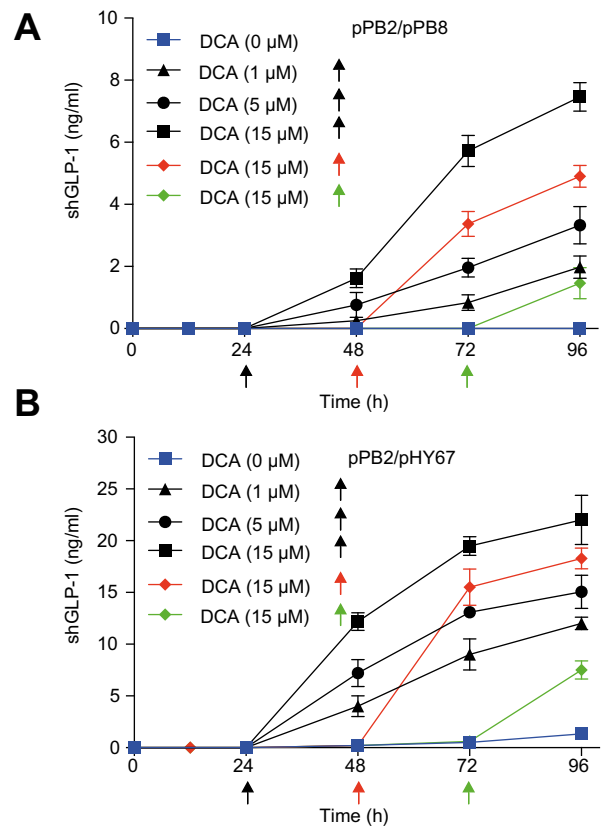 A
pPB2/pPB8
10
8
6
4
2
0
shGLP-1 (ng/ml)
DCA (0 µM)
DCA (1 µM)
DCA (5 µM)
DCA (15 µM)
DCA (15 µM)
DCA (15 µM)
0 24 48 72 96
Time (h)
B
pPB2/pHY67
30
25
20
15
10
5
0
shGLP-1 (ng/ml)
DCA (0 µM)
DCA (1 µM)
DCA (5 µM)
DCA (15 µM)
DCA (15 µM)
DCA (15 µM)
0 24 48 72 96
Time (h)